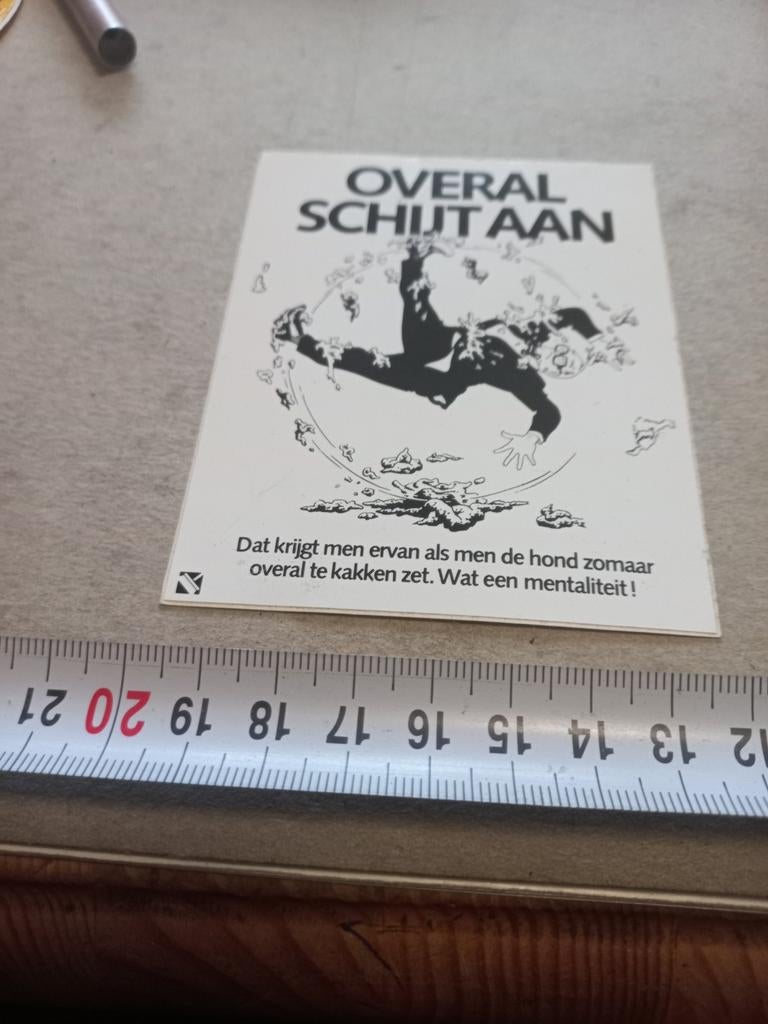 OVERAL
SCHIJT AAN
Dat krijgt men ervan als men de hond zomaar
overal te kakken zet. Wat een mentaliteit!
21 20 19 18 17 16 15 14 13 12